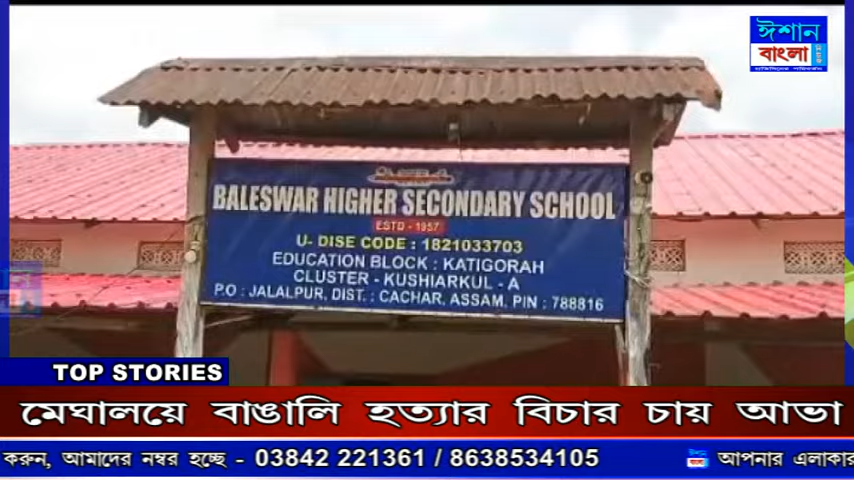 ঈশান
বাংলা
BALESWAR HIGHER SECONDARY SCHOOL
ESTD - 1957
U- DISE CODE : 1821033703
EDUCATION BLOCK : KATIGORAH
CLUSTER - KUSHIARKUL - A
P.O : JALALPUR, DIST. : CACHAR, ASSAM. PIN : 788816
TOP STORIES
মেঘালয়ে বাঙালি হত্যার বিচার চায় আভা
করুন, আমাদের নম্বর হচ্ছে - 03842 221361 / 8638534105 আপনার এলাকার